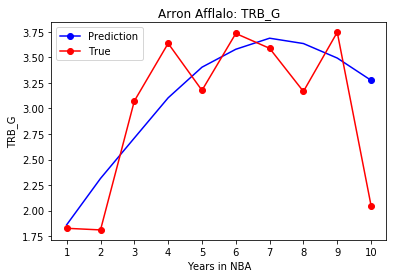 Arron Afflalo: TRB_G
Prediction
True
TRB_G
3.75
3.50
3.25
3.00
2.75
2.50
2.25
2.00
1.75
1 2 3 4 5 6 7 8 9 10
Years in NBA